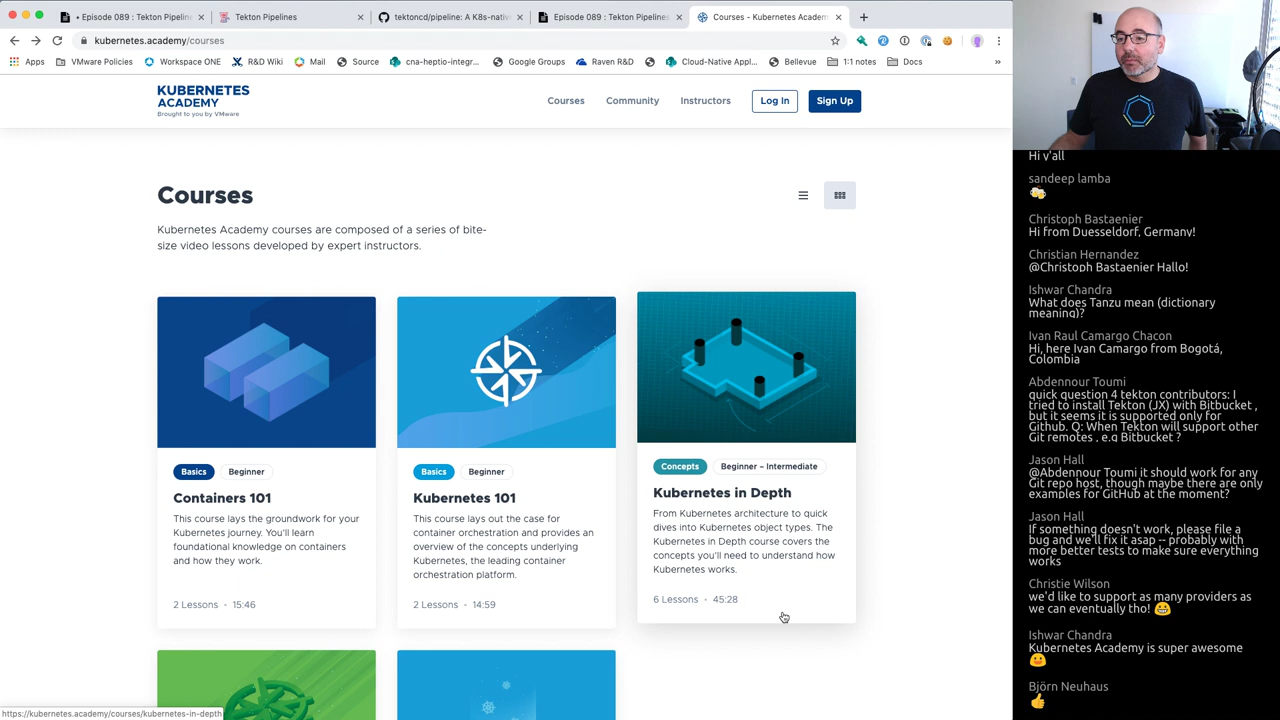 • Episode 089 : Tekton Pipeline
Tekton Pipelines
tektoncd/pipeline: A K8s-nativ
Episode 089 : Tekton Pipelines
Courses - Kubernetes Academ
kubernetes.academy/courses
Apps
VMware Policies
Workspace ONE
R&D Wiki
Mail
Source
cna-heptio-integr...
Google Groups
Raven R&D
Cloud-Native Appl...
Bellevue
1:1 notes
Docs
»
KUBERNETES
ACADEMY
Brought to you by VMware
Courses
Community
Instructors
Log In
Sign Up
Courses
Kubernetes Academy courses are composed of a series of bite-
size video lessons developed by expert instructors.
Basics
Beginner
Containers 101
This course lays the groundwork for your
Kubernetes journey. You'll learn
foundational knowledge on containers
and how they work.
2 Lessons • 15:46
Basics
Beginner
Kubernetes 101
This course lays out the case for
container orchestration and provides an
overview of the concepts underlying
Kubernetes, the leading container
orchestration platform.
2 Lessons • 14:59
Concepts
Beginner – Intermediate
Kubernetes in Depth
From Kubernetes architecture to quick
dives into Kubernetes object types. The
Kubernetes in Depth course covers the
concepts you'll need to understand how
Kubernetes works.
6 Lessons • 45:28
https://kubernetes.academy/courses/kubernetes-in-depth
Hi y'all
sandeep lamba
🍻
Christoph Bastaenier
Hi from Duesseldorf, Germany!
Christian Hernandez
@Christoph Bastaenier Hallo!
Ishwar Chandra
What does Tanzu mean (dictionary
meaning)?
Ivan Raul Camargo Chacon
Hi, here Ivan Camargo from Bogotá,
Colombia
Abdennour Toumi
quick question 4 tekton contributors: I
tried to install Tekton (JX) with Bitbucket ,
but it seems it is supported only for
Github. Q: When Tekton will support other
Git remotes , e.g Bitbucket ?
Jason Hall
@Abdennour Toumi it should work for any
Git repo host, though maybe there are only
examples for GitHub at the moment?
Jason Hall
If something doesn't work, please file a
bug and we'll fix it asap -- probably with
more better tests to make sure everything
works
Christie Wilson
we'd like to support as many providers as
we can eventually tho! 😀
Ishwar Chandra
Kubernetes Academy is super awesome
😀
Björn Neuhaus
👍